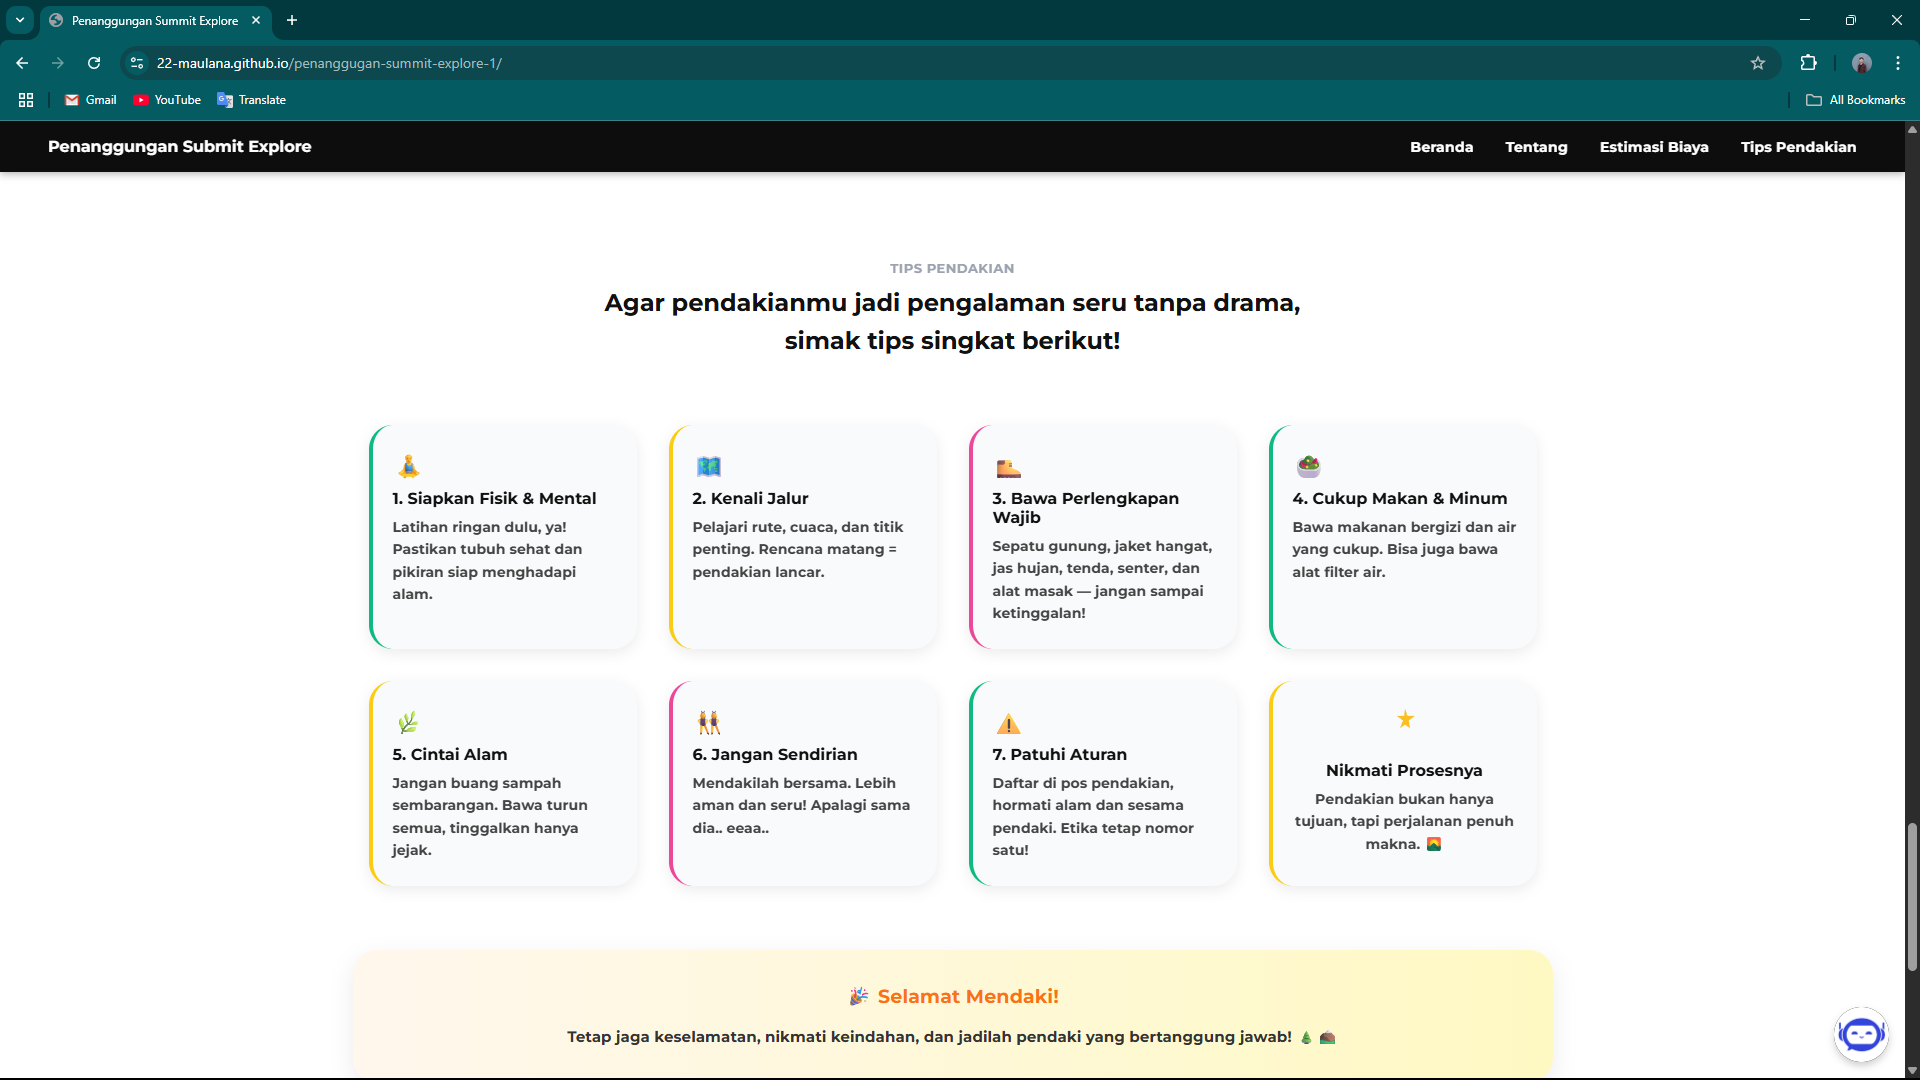 Penanggungan Summit Explore
22-maulana.github.io/penanggugan-summit-explore-1/
Gmail
YouTube
Translate
All Bookmarks
Penanggungan Submit Explore
Beranda
Tentang
Estimasi Biaya
Tips Pendakian
TIPS PENDAKIAN
Agar pendakianmu jadi pengalaman seru tanpa drama,
simak tips singkat berikut!
1. Siapkan Fisik & Mental
Latihan ringan dulu, ya!
Pastikan tubuh sehat dan
pikiran siap menghadapi
alam.
2. Kenali Jalur
Pelajari rute, cuaca, dan titik
penting. Rencana matang =
pendakian lancar.
3. Bawa Perlengkapan
Wajib
Sepatu gunung, jaket hangat,
jas hujan, tenda, senter, dan
alat masak — jangan sampai
ketinggalan!
4. Cukup Makan & Minum
Bawa makanan bergizi dan air
yang cukup. Bisa juga bawa
alat filter air.
5. Cintai Alam
Jangan buang sampah
sembarangan. Bawa turun
semua, tinggalkan hanya
jejak.
6. Jangan Sendirian
Mendakilah bersama. Lebih
aman dan seru! Apalagi sama
dia.. eeaa..
7. Patuhi Aturan
Daftar di pos pendakian,
hormati alam dan sesama
pendaki. Etika tetap nomor
satu!
Nikmati Prosesnya
Pendakian bukan hanya
tujuan, tapi perjalanan penuh
makna. 🌄
🎉 Selamat Mendaki!
Tetap jaga keselamatan, nikmati keindahan, dan jadilah pendaki yang bertanggung jawab! 🌲⛰️